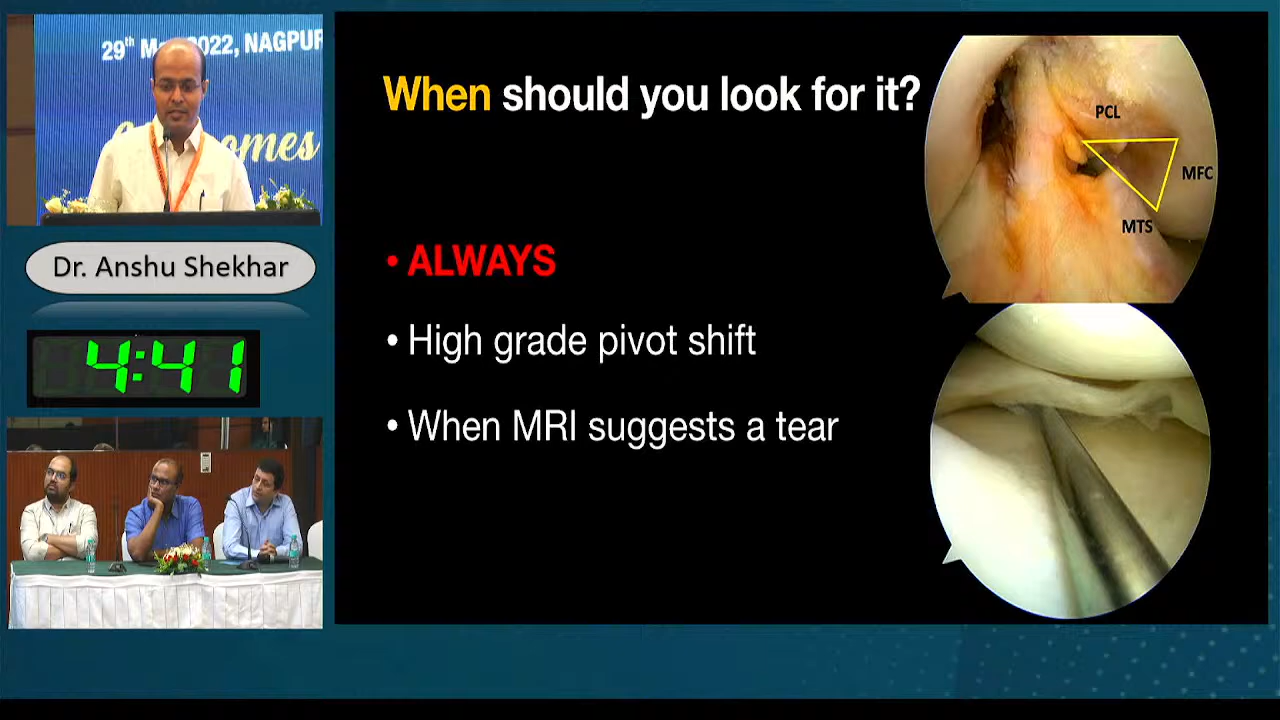 29th Ma 2022, NAGPUR
omes
Dr. Anshu Shekhar
4:41
When should you look for it?
• ALWAYS
• High grade pivot shift
• When MRI suggests a tear
PCL
MFC
MTS